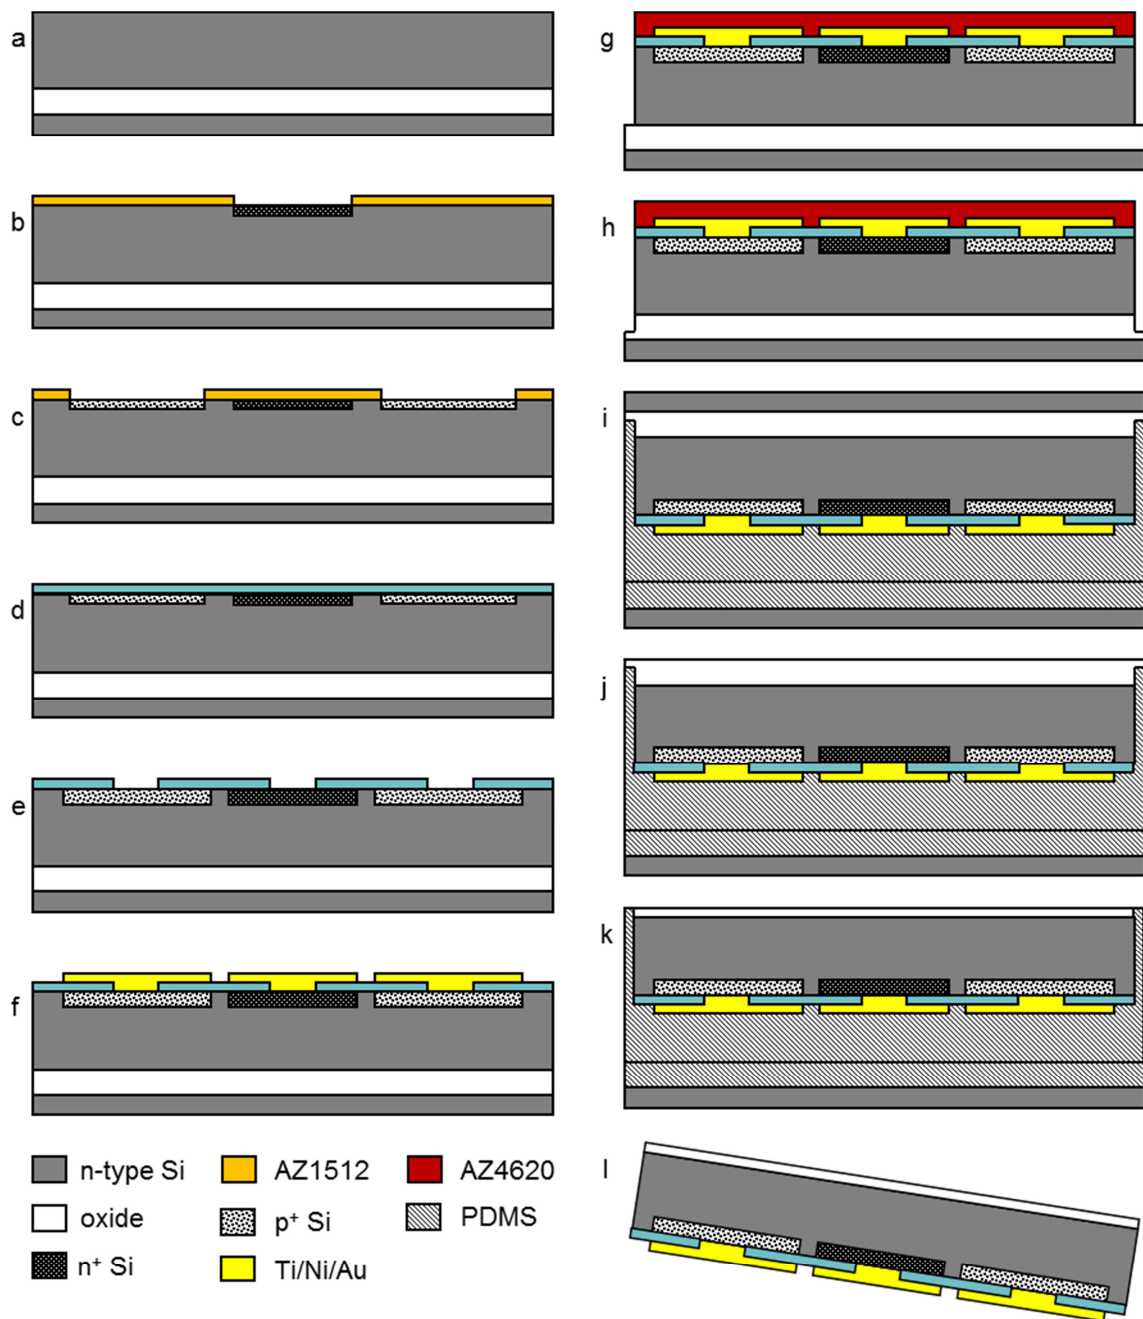 a
b
c
d
e
f
g
h
i
j
k
l
n-type Si
AZ1512
AZ4620
oxide
p⁺ Si
PDMS
n⁺ Si
Ti/Ni/Au